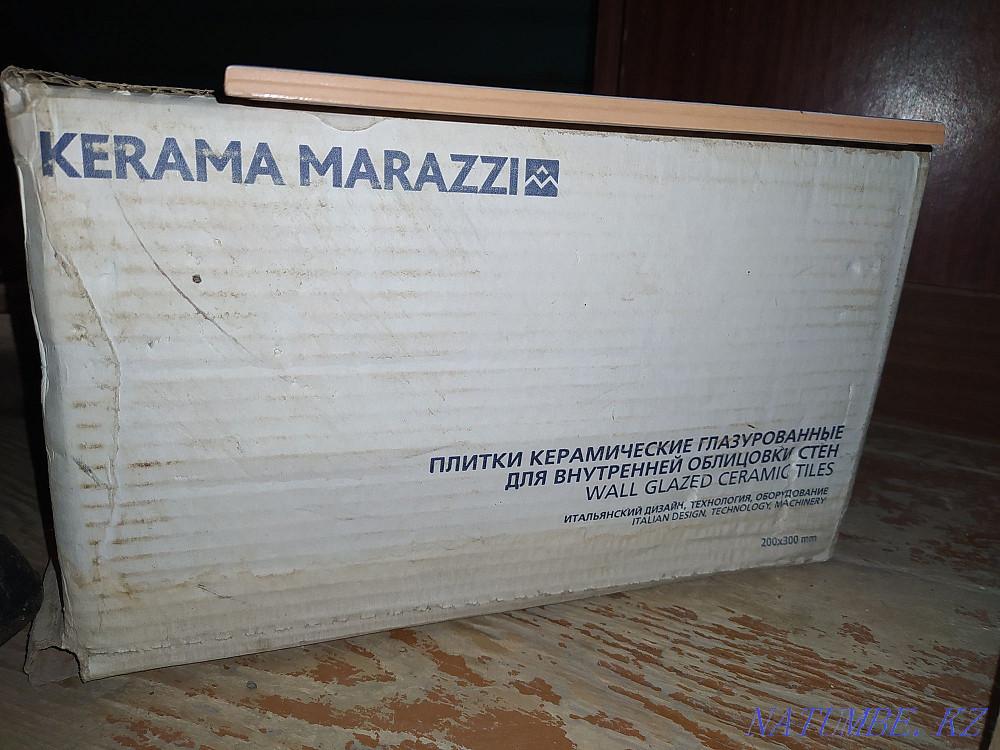 KERAMA MARAZZI
ПЛИТКИ КЕРАМИЧЕСКИЕ ГЛАЗУРОВАННЫЕ
ДЛЯ ВНУТРЕННЕЙ ОБЛИЦОВКИ СТЕН
WALL GLAZED CERAMIC TILES
ИТАЛЬЯНСКИЙ ДИЗАЙН, ТЕХНОЛОГИЯ, ОБОРУДОВАНИЕ
ITALIAN DESIGN, TECHNOLOGY, MACHINERY
200x300 mm
NATUMBE.KZ